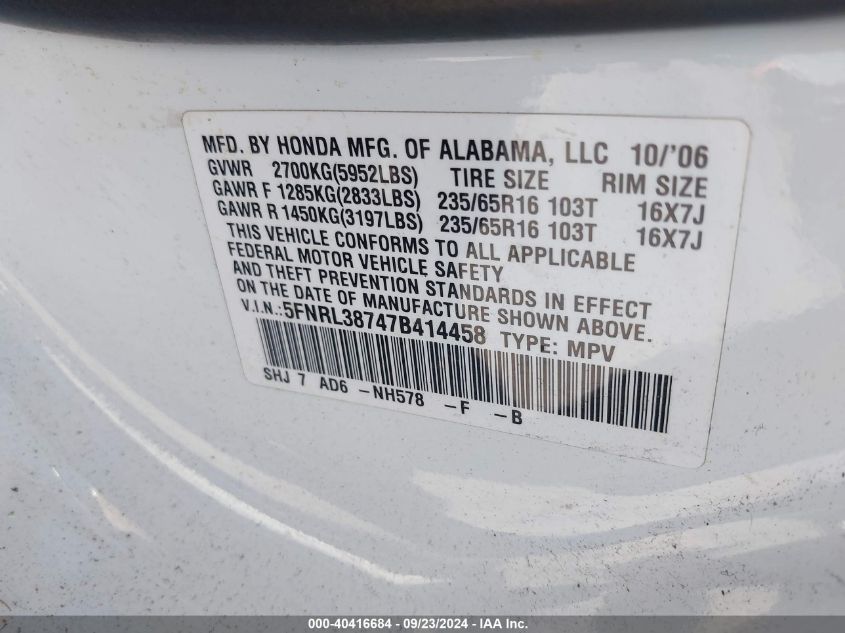 MFD. BY HONDA MFG. OF ALABAMA, LLC 10/'06
GVWR 2700KG(5952LBS) TIRE SIZE RIM SIZE
GAWR F 1285KG(2833LBS) 235/65R16 103T 16X7J
GAWR R 1450KG(3197LBS) 235/65R16 103T 16X7J
THIS VEHICLE CONFORMS TO ALL APPLICABLE
FEDERAL MOTOR VEHICLE SAFETY
AND THEFT PREVENTION STANDARDS IN EFFECT
ON THE DATE OF MANUFACTURE SHOWN ABOVE.
V.I.N.:5FNRL38747B414458 TYPE: MPV
SHJ 7 AD6 -NH578 -F -B
000-40416684 - 09/23/2024 - IAAI Inc.